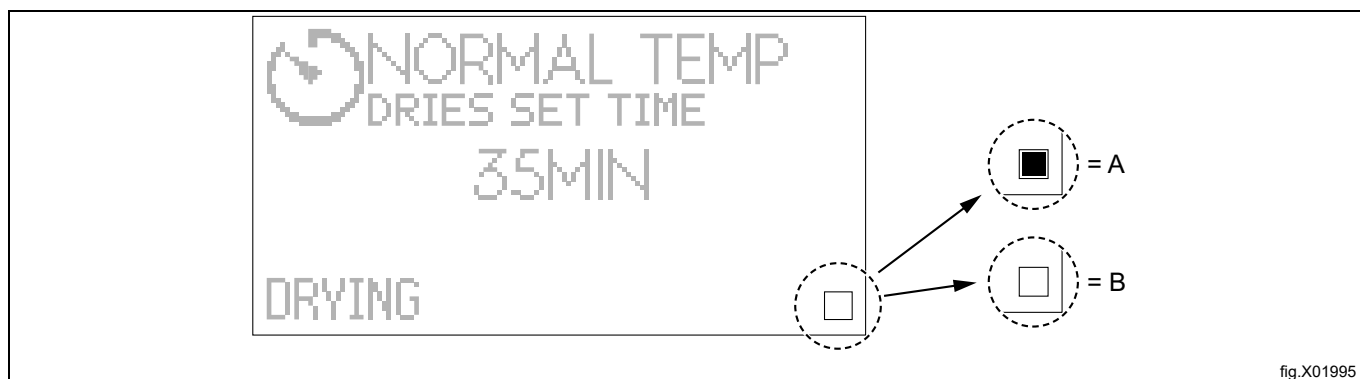 NORMAL TEMP
DRIES SET TIME
35MIN
DRYING
= A
= B
fig.X01995